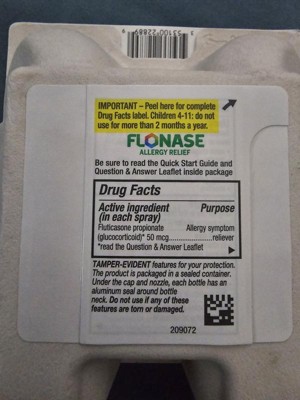 IMPORTANT – Peel here for complete
Drug Facts label. Children 4-11: do not
use for more than 2 months a year.
FLONASE
ALLERGY RELIEF
Be sure to read the Quick Start Guide and
Question & Answer Leaflet inside package
Drug Facts
Active ingredient Purpose
(in each spray)
Fluticasone propionate Allergy symptom
(glucocorticoid)* 50 mcg..................reliever
*read the Question & Answer Leaflet
TAMPER-EVIDENT features for your protection.
The product is packaged in a sealed container.
Under the cap and nozzle, each bottle has an
aluminum seal around bottle
neck. Do not use if any of these
features are torn or damaged.
209072